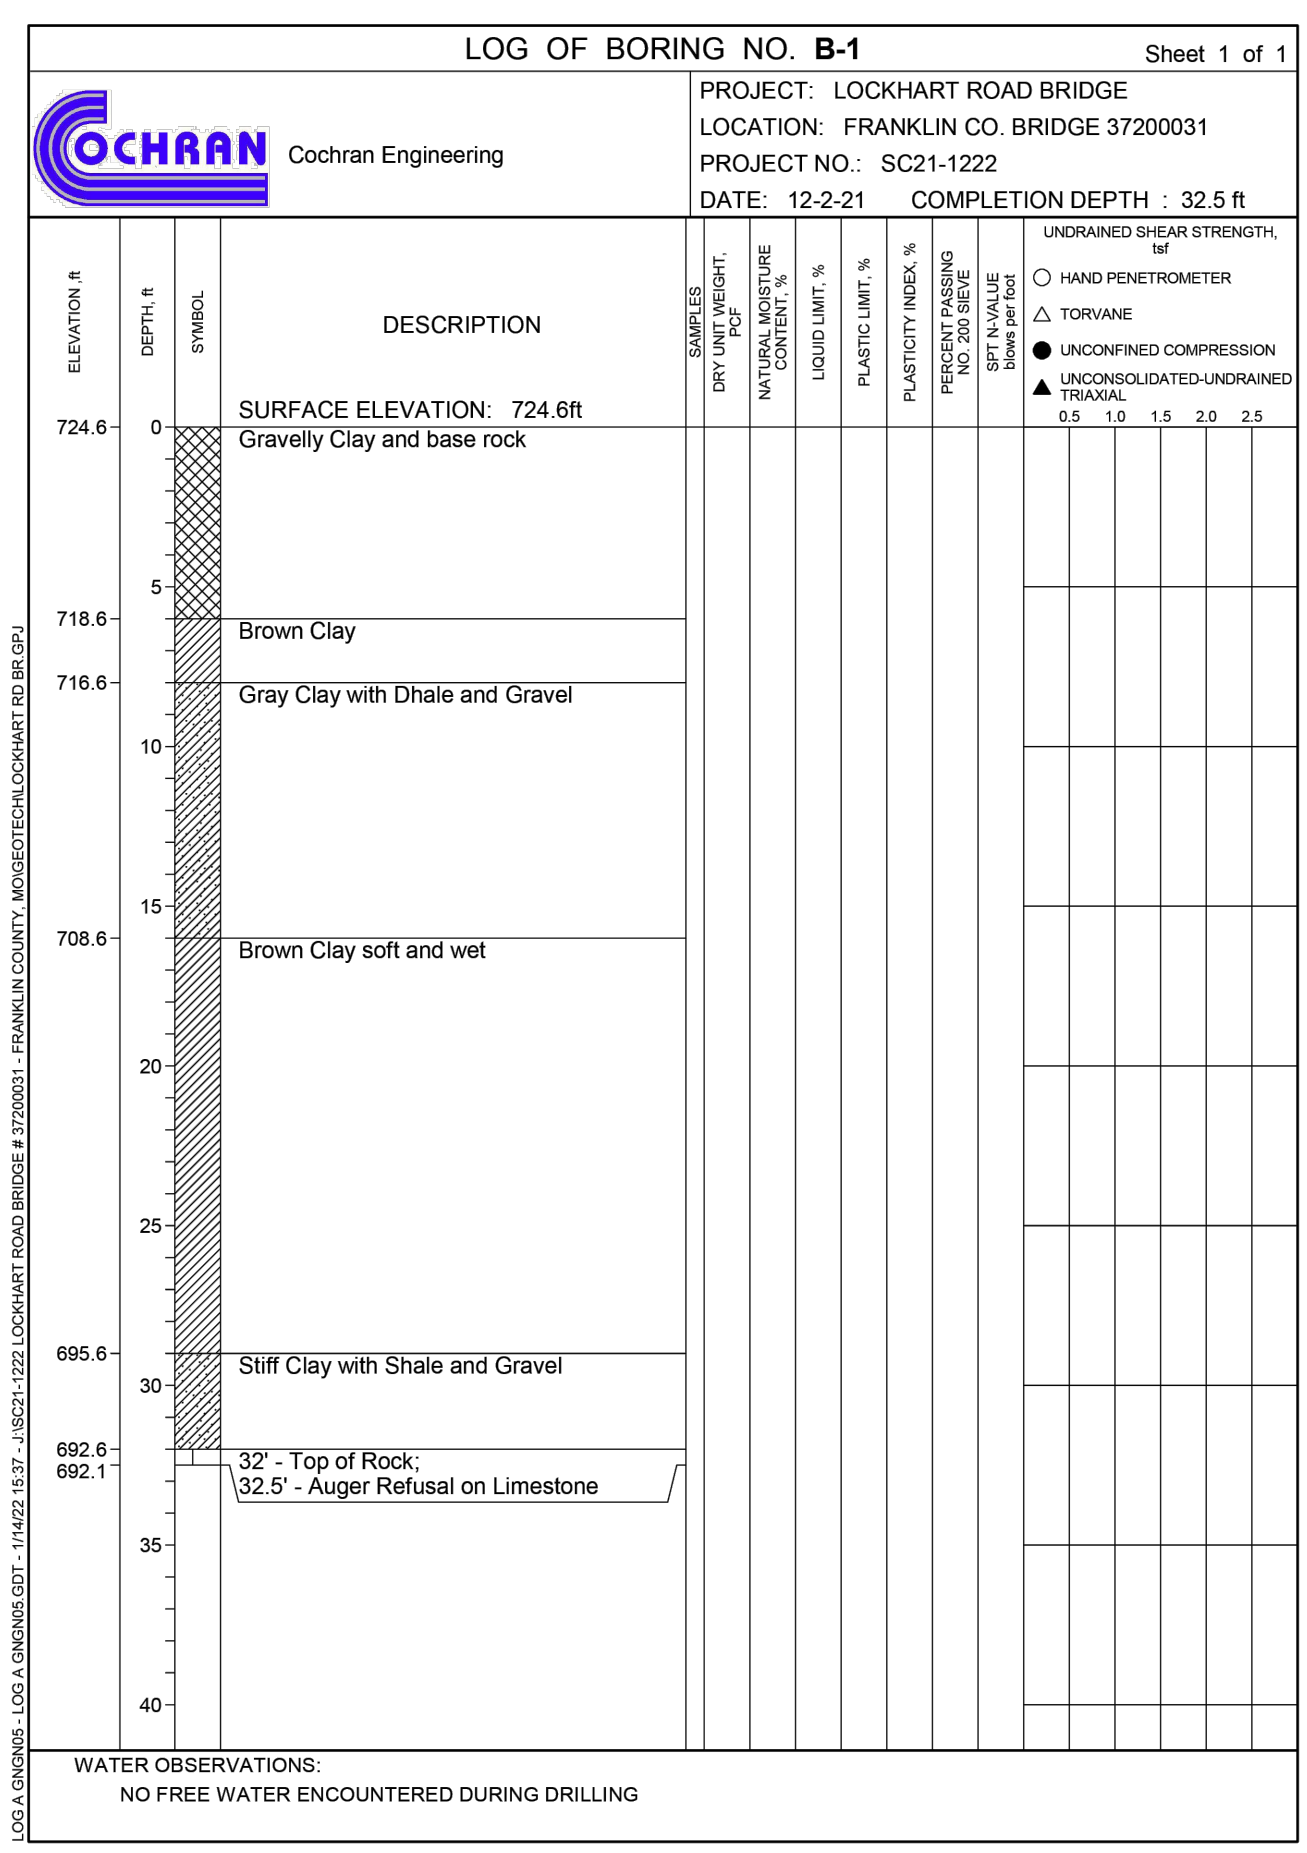 LOG OF BORING NO. B-1
Sheet 1 of 1
COCHRAN
Cochran Engineering
PROJECT: LOCKHART ROAD BRIDGE
LOCATION: FRANKLIN CO. BRIDGE 37200031
PROJECT NO.: SC21-1222
DATE: 12-2-21 COMPLETION DEPTH : 32.5 ft
ELEVATION ,ft
DEPTH, ft
SYMBOL
DESCRIPTION
SURFACE ELEVATION: 724.6ft
SAMPLES
DRY UNIT WEIGHT,
PCF
NATURAL MOISTURE
CONTENT, %
LIQUID LIMIT, %
PLASTIC LIMIT, %
PLASTICITY INDEX, %
PERCENT PASSING
NO. 200 SIEVE
SPT N-VALUE
blows per foot
UNDRAINED SHEAR STRENGTH,
tsf
HAND PENETROMETER
TORVANE
UNCONFINED COMPRESSION
UNCONSOLIDATED-UNDRAINED
TRIAXIAL
0.5 1.0 1.5 2.0 2.5
724.6 0
Gravelly Clay and base rock
5
718.6
Brown Clay
716.6
Gray Clay with Dhale and Gravel
10
15
708.6
Brown Clay soft and wet
20
25
695.6
Stiff Clay with Shale and Gravel
30
692.6
32' - Top of Rock;
692.1
32.5' - Auger Refusal on Limestone
35
40
WATER OBSERVATIONS:
NO FREE WATER ENCOUNTERED DURING DRILLING
LOG A GNGN05 - LOG A GNGN05.GDT - 1/14/22 15:37 - J:\SC21-1222 LOCKHART ROAD BRIDGE # 37200031 - FRANKLIN COUNTY, MO\GEOTECH\LOCKHART RD BR.GPJ